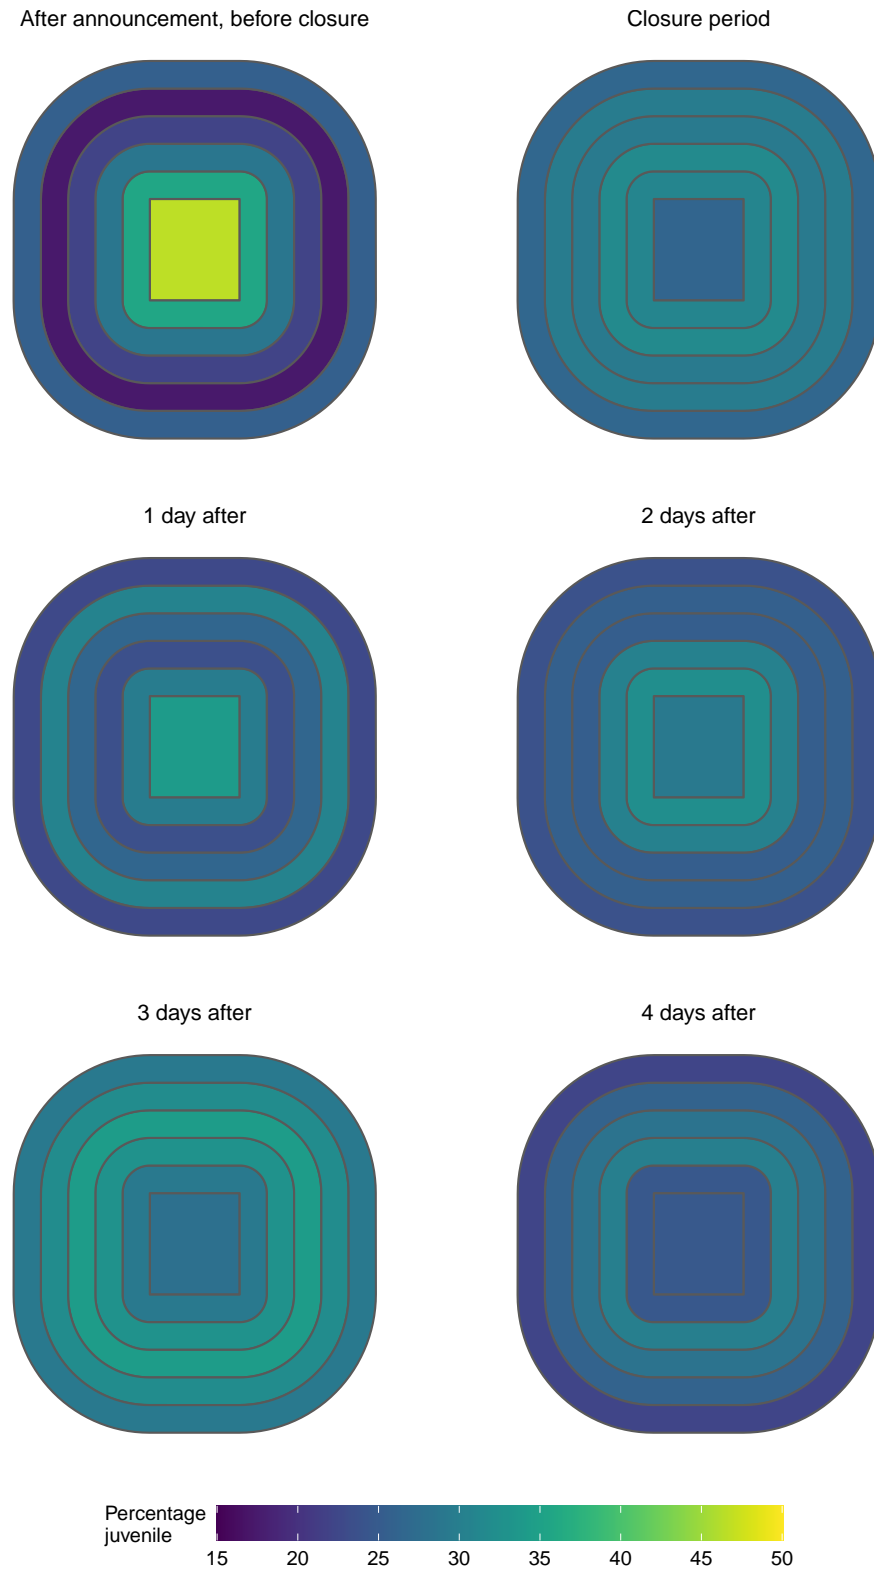 After announcement, before closure
Closure period
1 day after
2 days after
3 days after
4 days after
Percentage
juvenile
15 20 25 30 35 40 45 50